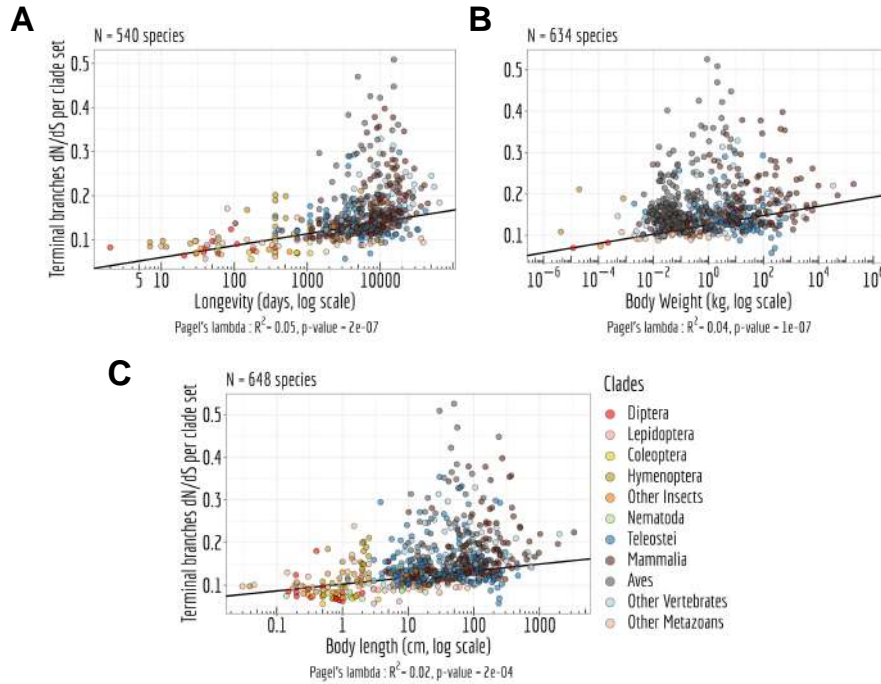 A
N = 540 species
Terminal branches dN/dS per clade set
0.5
0.4
0.3
0.2
0.1
5 10 100 1000 10000
Longevity (days, log scale)
Pagel's lambda : R² = 0.05, p-value = 2e-07
B
N = 634 species
0.5
0.4
0.3
0.2
0.1
10⁻⁶ 10⁻⁴ 10⁻² 10⁰ 10² 10⁴ 10⁶
Body Weight (kg, log scale)
Pagel's lambda : R² = 0.04, p-value = 1e-07
C
N = 648 species
Terminal branches dN/dS per clade set
0.5
0.4
0.3
0.2
0.1
0.1 1 10 100 1000
Body length (cm, log scale)
Pagel's lambda : R² = 0.02, p-value = 2e-04
Clades
Diptera
Lepidoptera
Coleoptera
Hymenoptera
Other Insects
Nematoda
Teleostei
Mammalia
Aves
Other Vertebrates
Other Metazoans